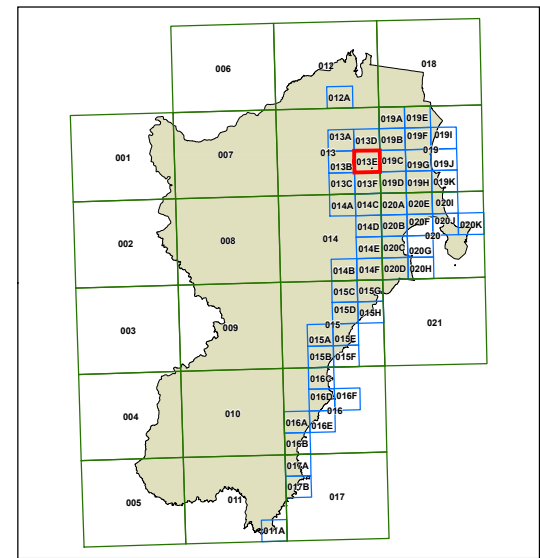 006 012 018
012A
019A 019E
001 007 013A 013D 019B 019F 019I
013 019
013B 013E 019C 019G 019J
013C 013F 019D 019H 019K
014A 014C 020A 020E 020I
002 008 014 014D 020B 020F 020J 020K
020
014E 020C 020G
014B 014F 020D 020H
015C 015G
015D 015H
003 009 015 021
015A 015E
015B 015F
016C
016D 016F
004 010 016
016A 016E
016B
017A
017B
005 011 017
011A